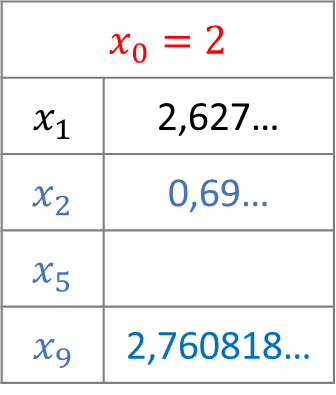 x₀ = 2
x₁ 2,627...
x₂ 0,69...
x₅
x₉ 2,760818...